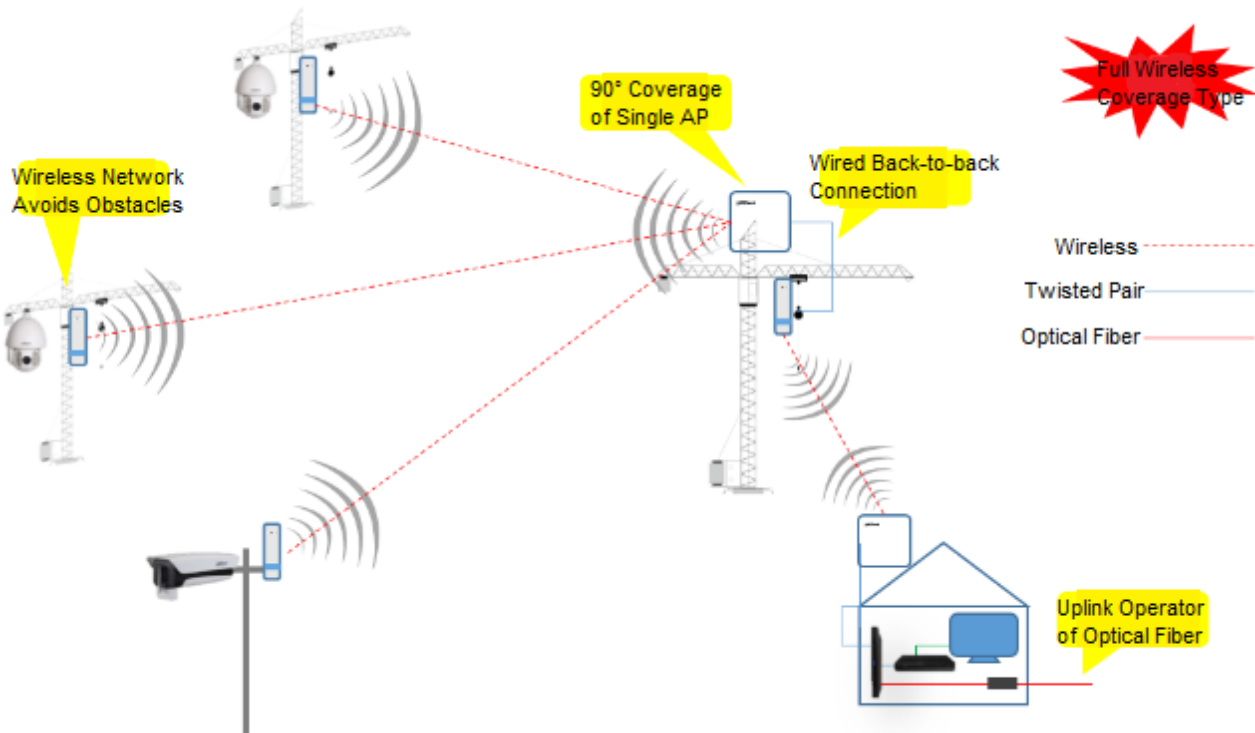 Full Wireless
Coverage Type
90° Coverage
of Single AP
Wired Back-to-back
Connection
Wireless Network
Avoids Obstacles
Wireless
Twisted Pair
Optical Fiber
Uplink Operator
of Optical Fiber